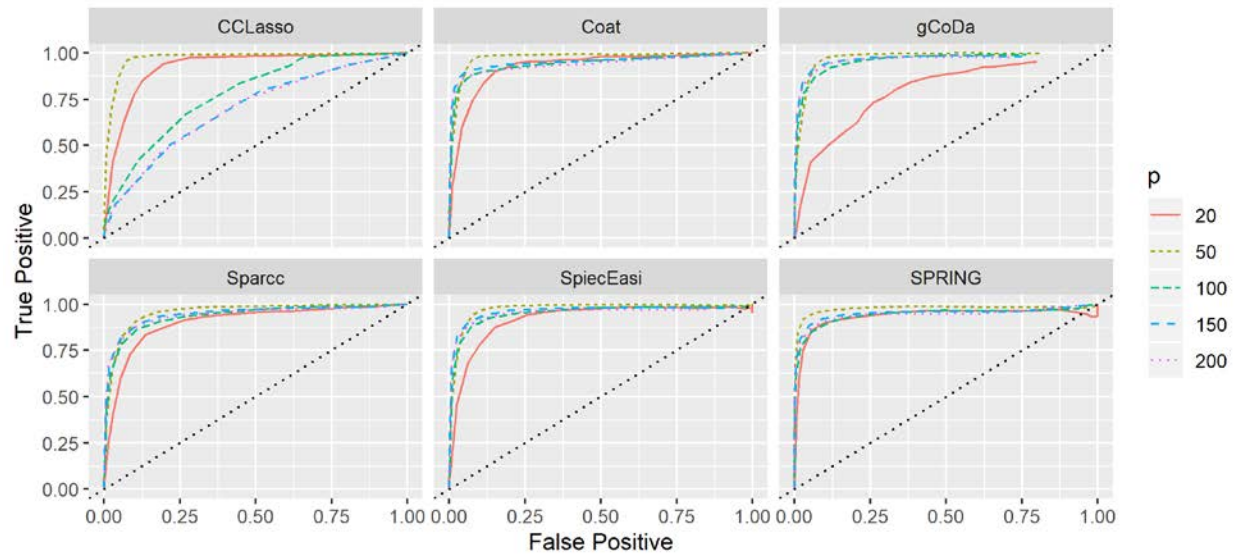 CCLasso
Coat
gCoDa
1.00
0.75
0.50
0.25
0.00
Sparcc
SpiecEasi
SPRING
1.00
0.75
0.50
0.25
0.00
0.00 0.25 0.50 0.75 1.00
0.00 0.25 0.50 0.75 1.00
0.00 0.25 0.50 0.75 1.00
False Positive
True Positive
p
20
50
100
150
200